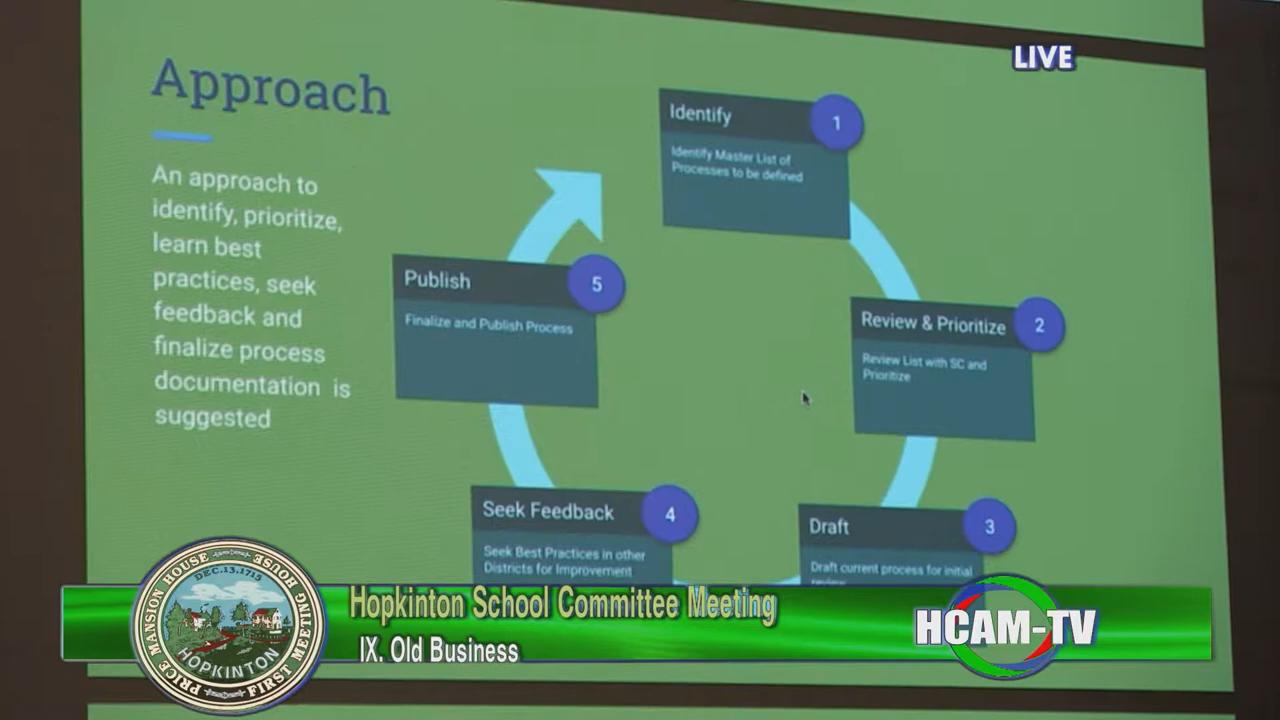 LIVE
Approach
An approach to
identify, prioritize,
learn best
practices, seek
feedback and
finalize process
documentation is
suggested
Identify
1
Identify Master List of
Processes to be defined
Review & Prioritize
2
Review List with SC and
Prioritize
Draft
3
Draft current process for initial
review
Seek Feedback
4
Seek Best Practices in other
Districts for Improvement
Publish
5
Finalize and Publish Process
Hopkinton School Committee Meeting
IX. Old Business
PRICE MANSION HOUSE FIRST MEETING HOUSE
DEC.13.1715
HOPKINTON
HCAM-TV